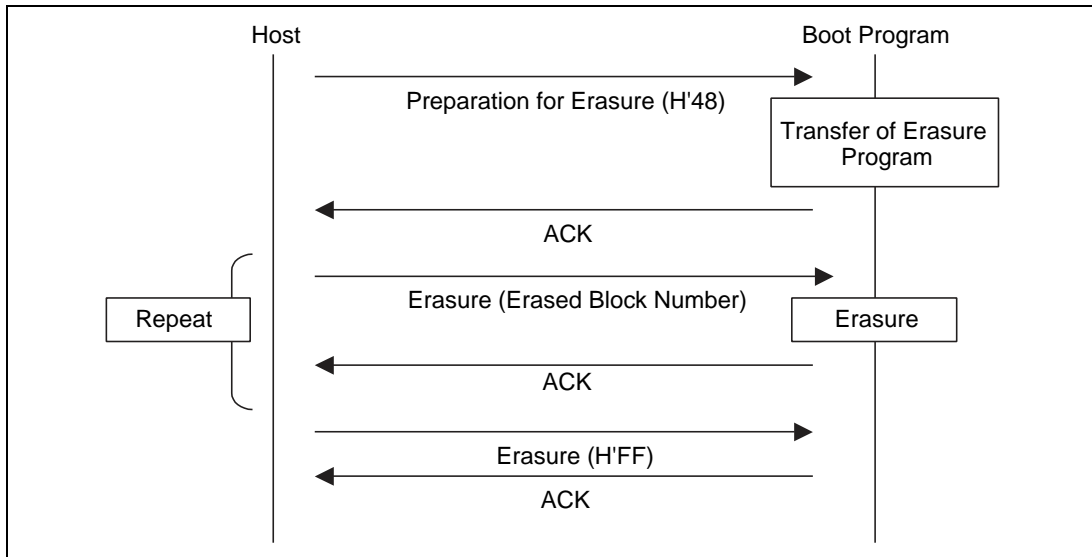 Host
Boot Program
Preparation for Erasure (H'48)
Transfer of Erasure
Program
ACK
Erasure (Erased Block Number)
Repeat
Erasure
ACK
Erasure (H'FF)
ACK